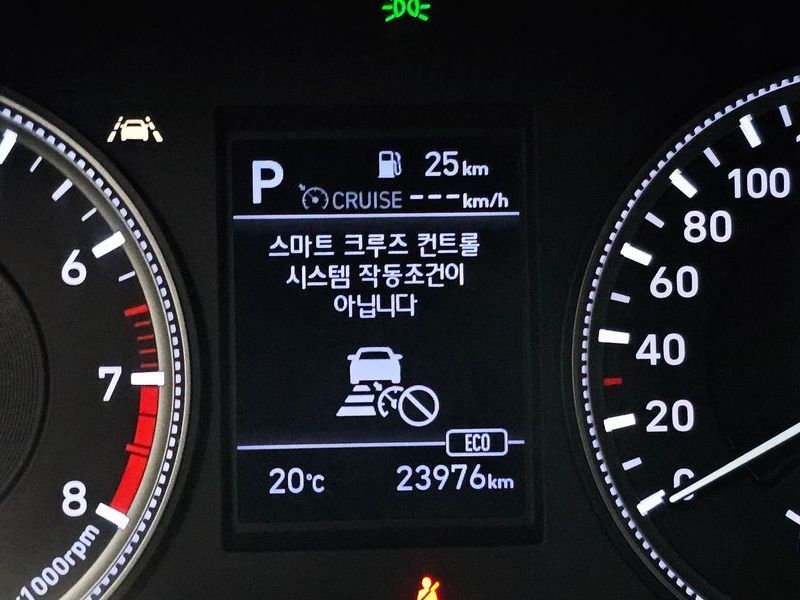 P 25km
CRUISE ---km/h
스마트 크루즈 컨트롤
시스템 작동조건이
아닙니다
ECO
20℃ 23976km
6
7
8
x1000rpm
100
80
60
40
20
0